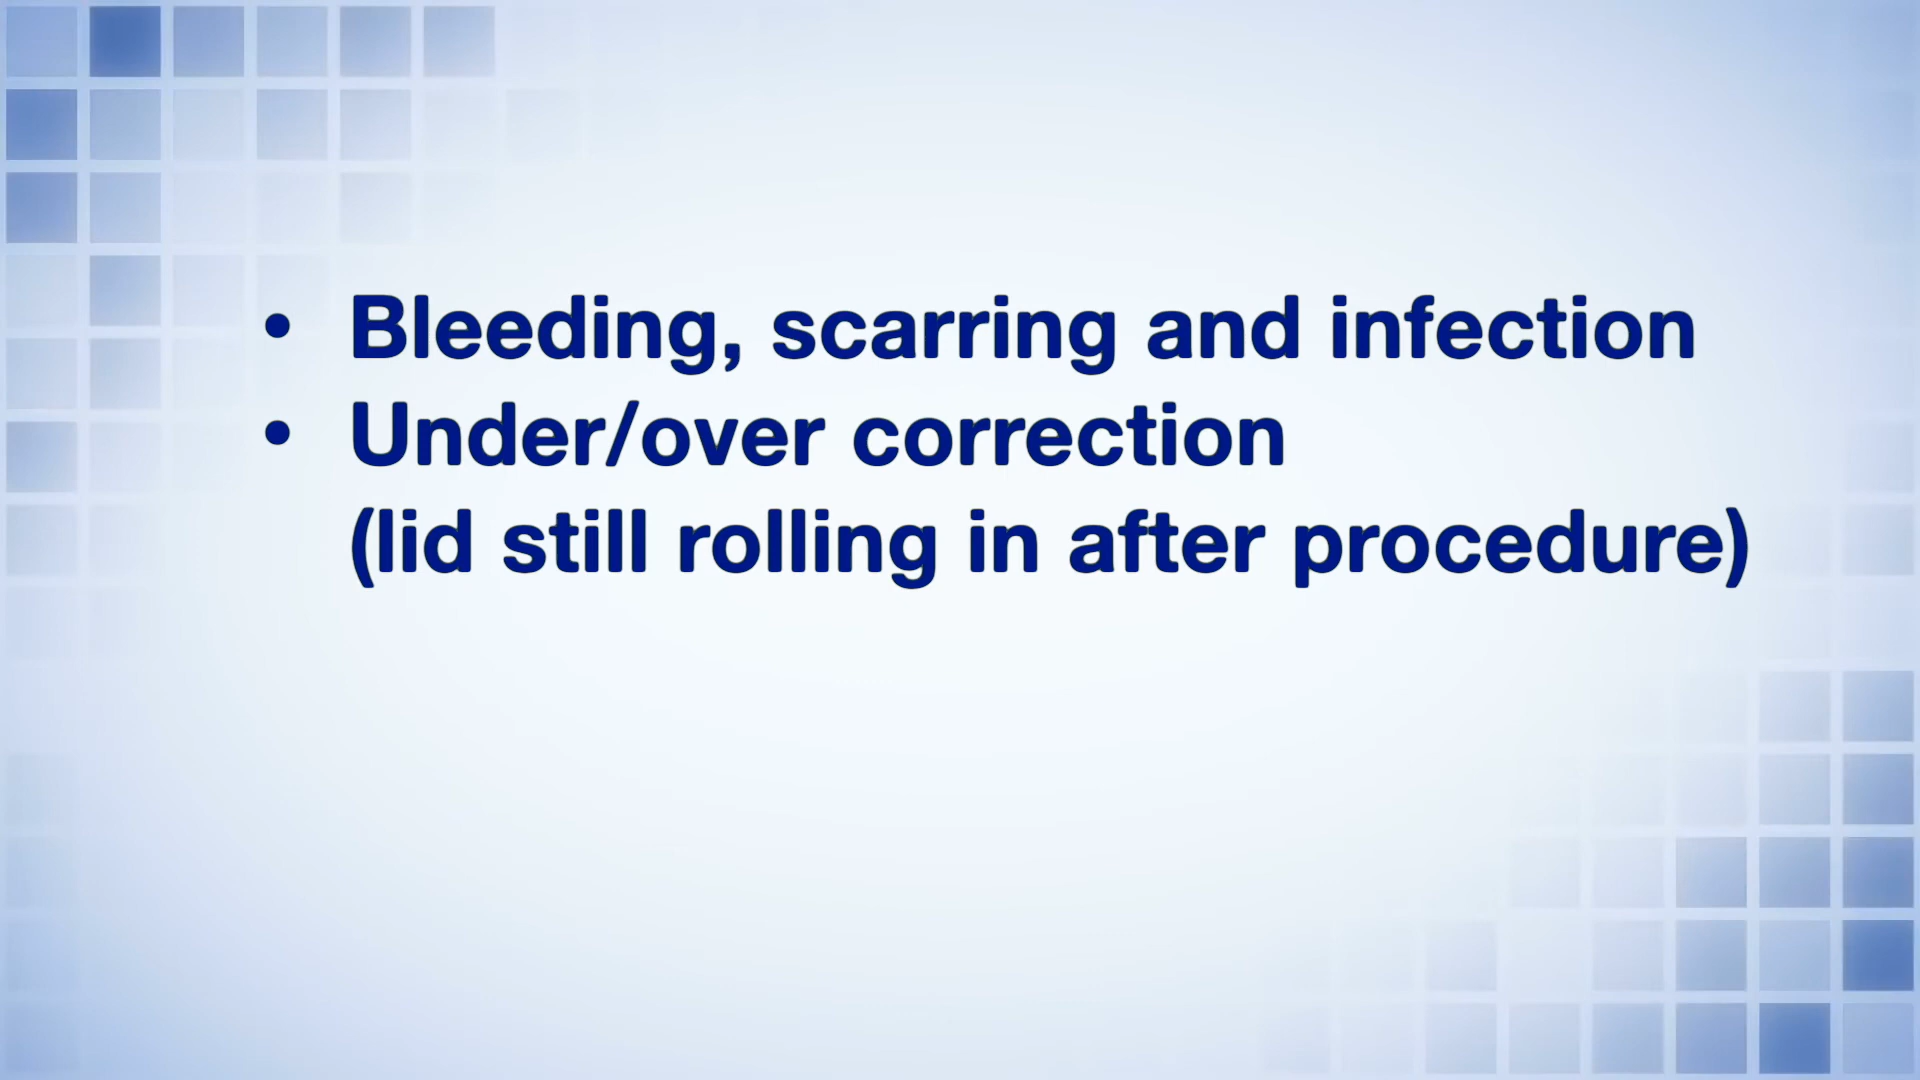 • Bleeding, scarring and infection
• Under/over correction
(lid still rolling in after procedure)